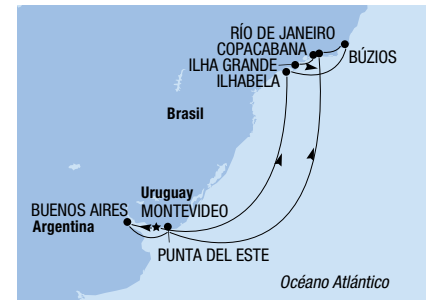 RÍO DE JANEIRO
COPACABANA
BÚZIOS
ILHA GRANDE
ILHABELA
Brasil
Uruguay
BUENOS AIRES MONTEVIDEO
Argentina
PUNTA DEL ESTE
Océano Atlántico